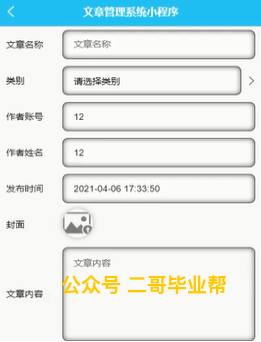 文章管理系统小程序
文章名称 文章名称
类别 请选择类别
作者账号 12
作者姓名 12
发布时间 2021-04-06 17:33:50
封面
文章内容
公众号 二哥毕业帮
文章内容